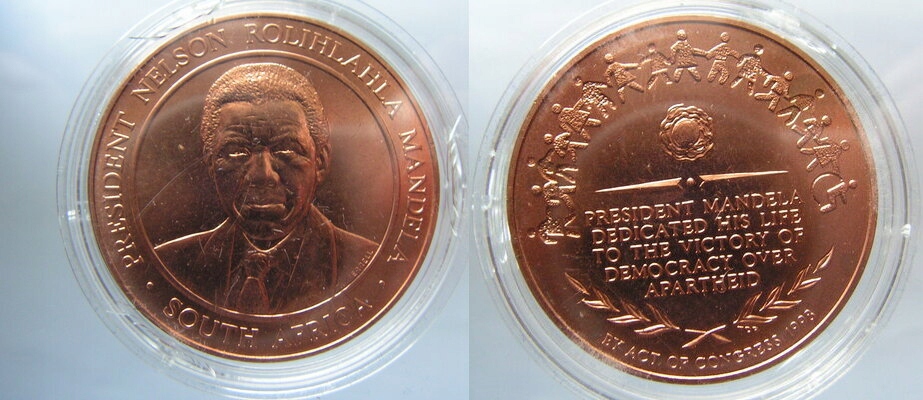 PRESIDENT NELSON ROLIHLAHLA MANDELA
SOUTH AFRICA
PRESIDENT MANDELA
DEDICATED HIS LIFE
TO THE VICTORY OF
DEMOCRACY OVER
APARTHEID
BY ACT OF CONGRESS 1998